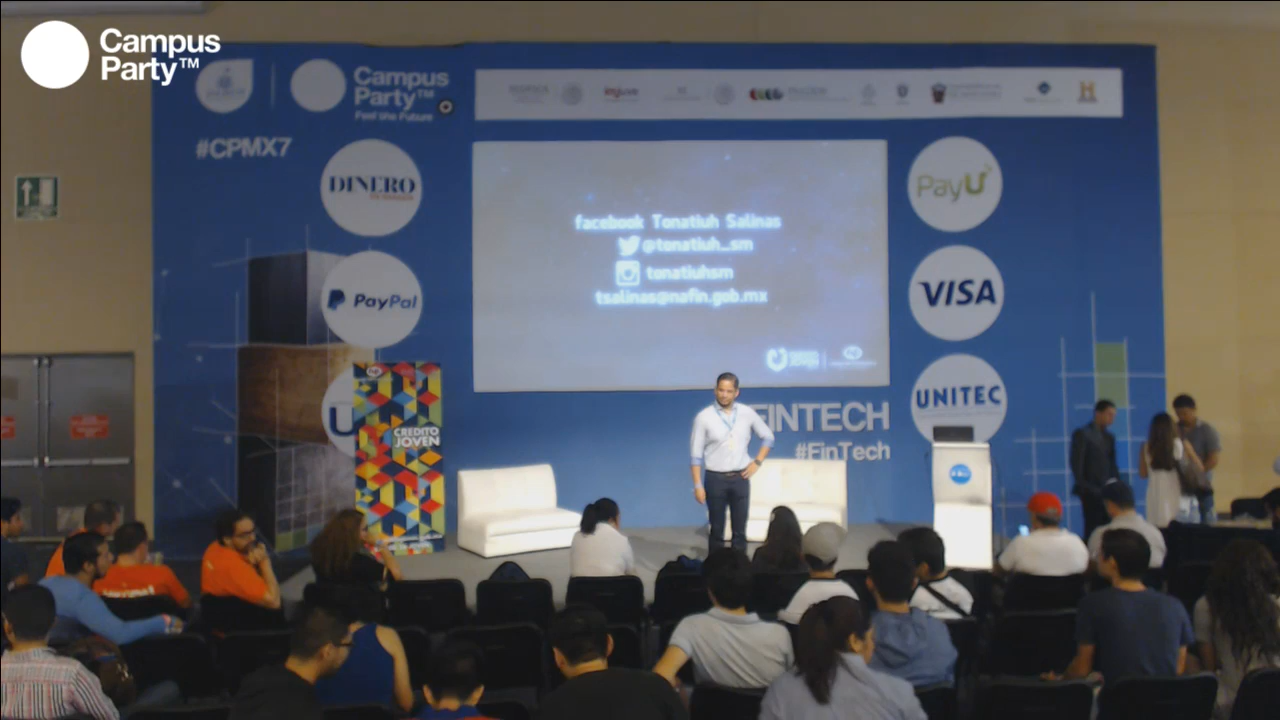 Campus
Party™
Campus
Party™
Feel the Future
#CPMX7
DINERO
PayPal
U
CREDITO
JOVEN
facebook Tonatiuh Salinas
@tonatiuh_sm
tonatiuhsm
tsalinas@nafin.gob.mx
PayU
VISA
UNITEC
FINTECH
#FinTech